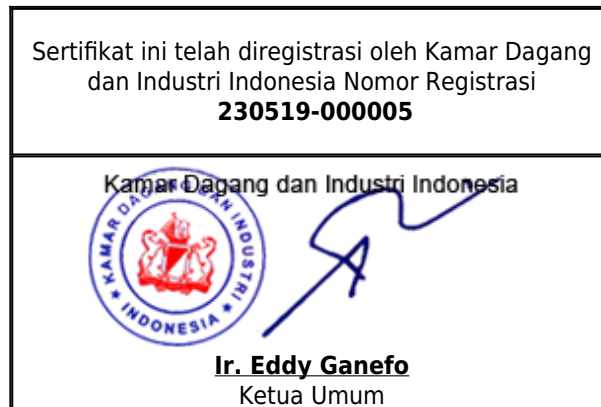 Sertifikat ini telah diregistrasi oleh Kamar Dagang
dan Industri Indonesia Nomor Registrasi
230519-000005
Kamar Dagang dan Industri Indonesia
KAMAR DAGANG DAN INDUSTRI
★ INDONESIA ★
Ir. Eddy Ganefo
Ketua Umum